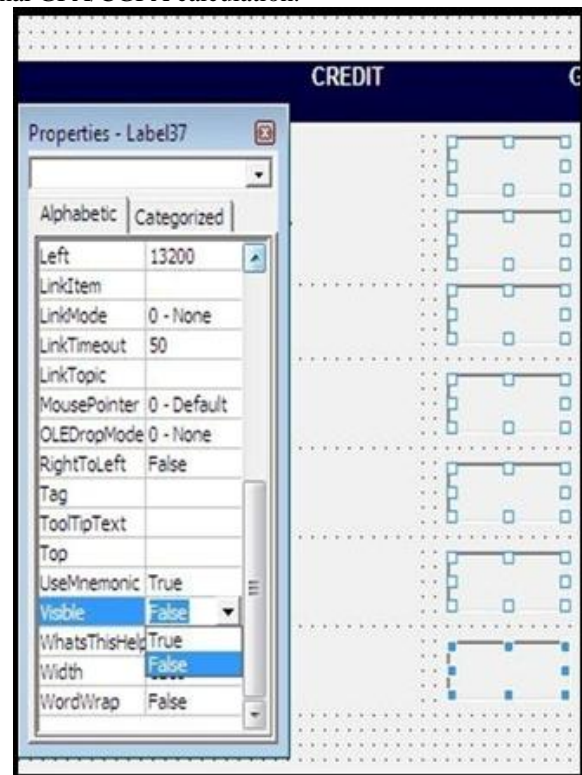 CREDIT
Properties - Label37
Alphabetic Categorized
Left 13200
LinkItem
LinkMode 0 - None
LinkTimeout 50
LinkTopic
MousePointer 0 - Default
OLEDropMode 0 - None
RightToLeft False
Tag
ToolTipText
Top
UseMnemonic True
Visible False
WhatsThisHelp True
Width False
WordWrap False